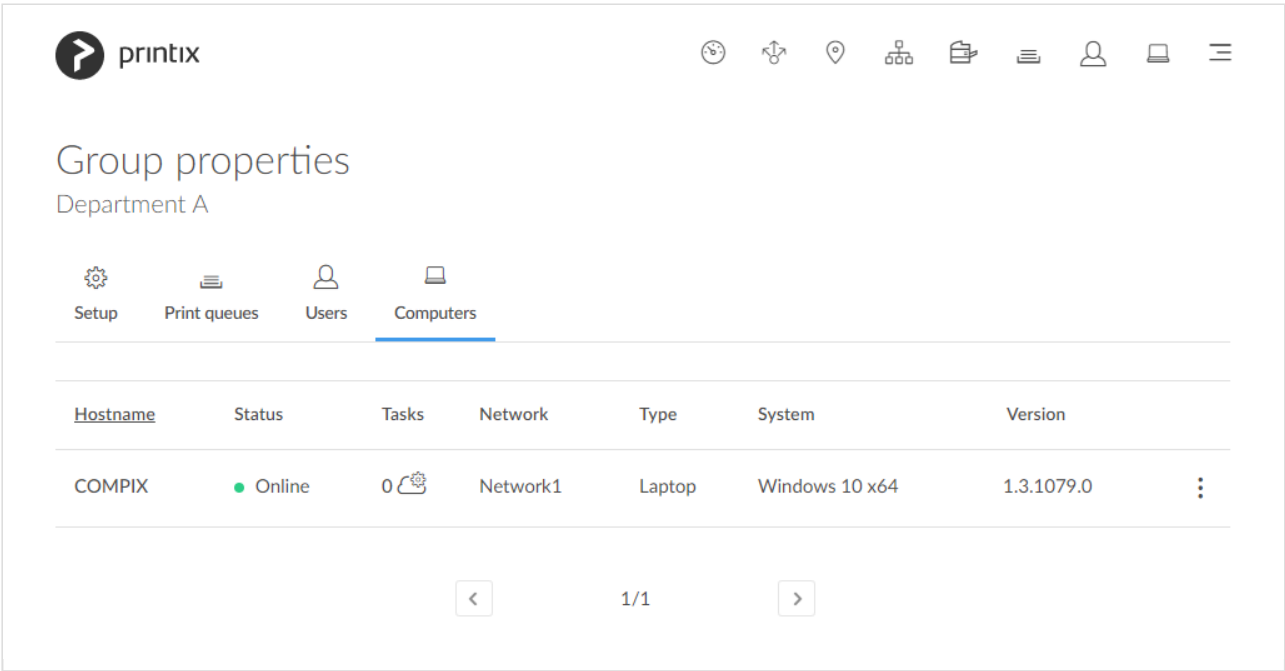 printix
Group properties
Department A
Setup Print queues Users Computers
Hostname Status Tasks Network Type System Version
COMPIX Online 0 Network1 Laptop Windows 10 x64 1.3.1079.0
1/1